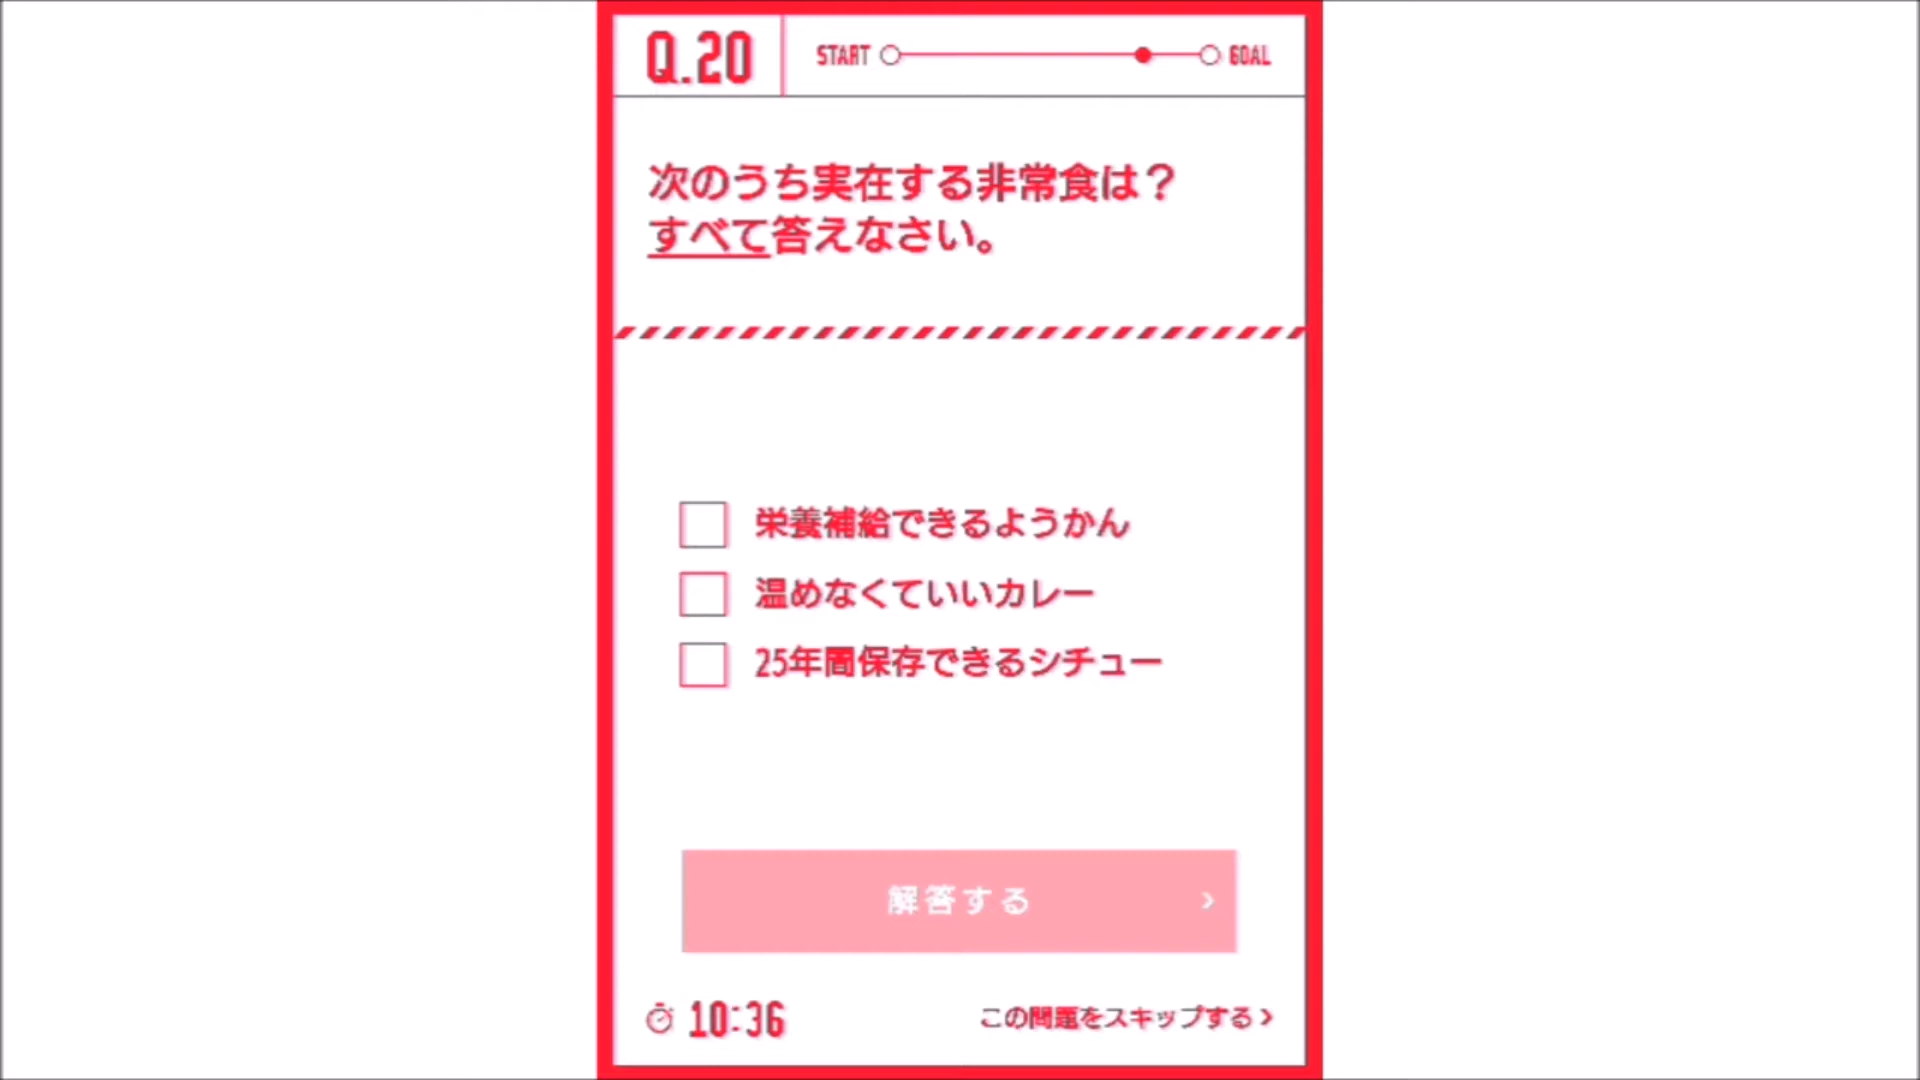 Q.20
START GOAL
次のうち実在する非常食は？
すべて答えなさい。
栄養補給できるようかん
温めなくていいカレー
25年間保存できるシチュー
解答する
10:36
この問題をスキップする